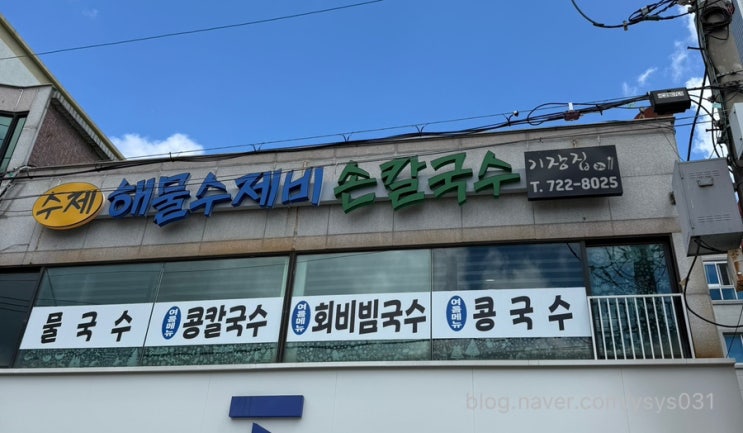 수제 해물수제비 손칼국수 기장집에
T. 722-8025
물국수 여름메뉴 콩칼국수 여름메뉴 회비빔국수 여름메뉴 콩국수
blog.naver.com/ysys031